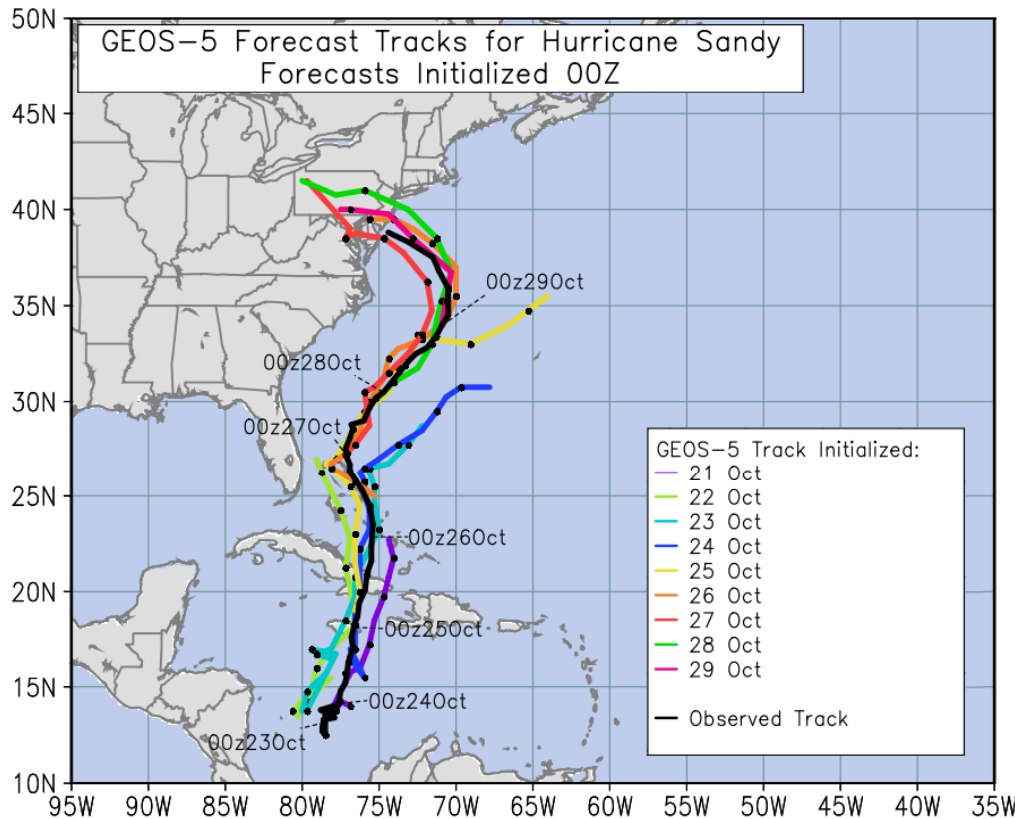 GEOS-5 Forecast Tracks for Hurricane Sandy
Forecasts Initialized 00Z
50N
45N
40N
35N
30N
25N
20N
15N
10N
00z29Oct
00z28Oct
00z27Oct
00z26Oct
00z25Oct
00z24Oct
00z23Oct
GEOS-5 Track Initialized:
21 Oct
22 Oct
23 Oct
24 Oct
25 Oct
26 Oct
27 Oct
28 Oct
29 Oct
Observed Track
95W 90W 85W 80W 75W 70W 65W 60W 55W 50W 45W 40W 35W